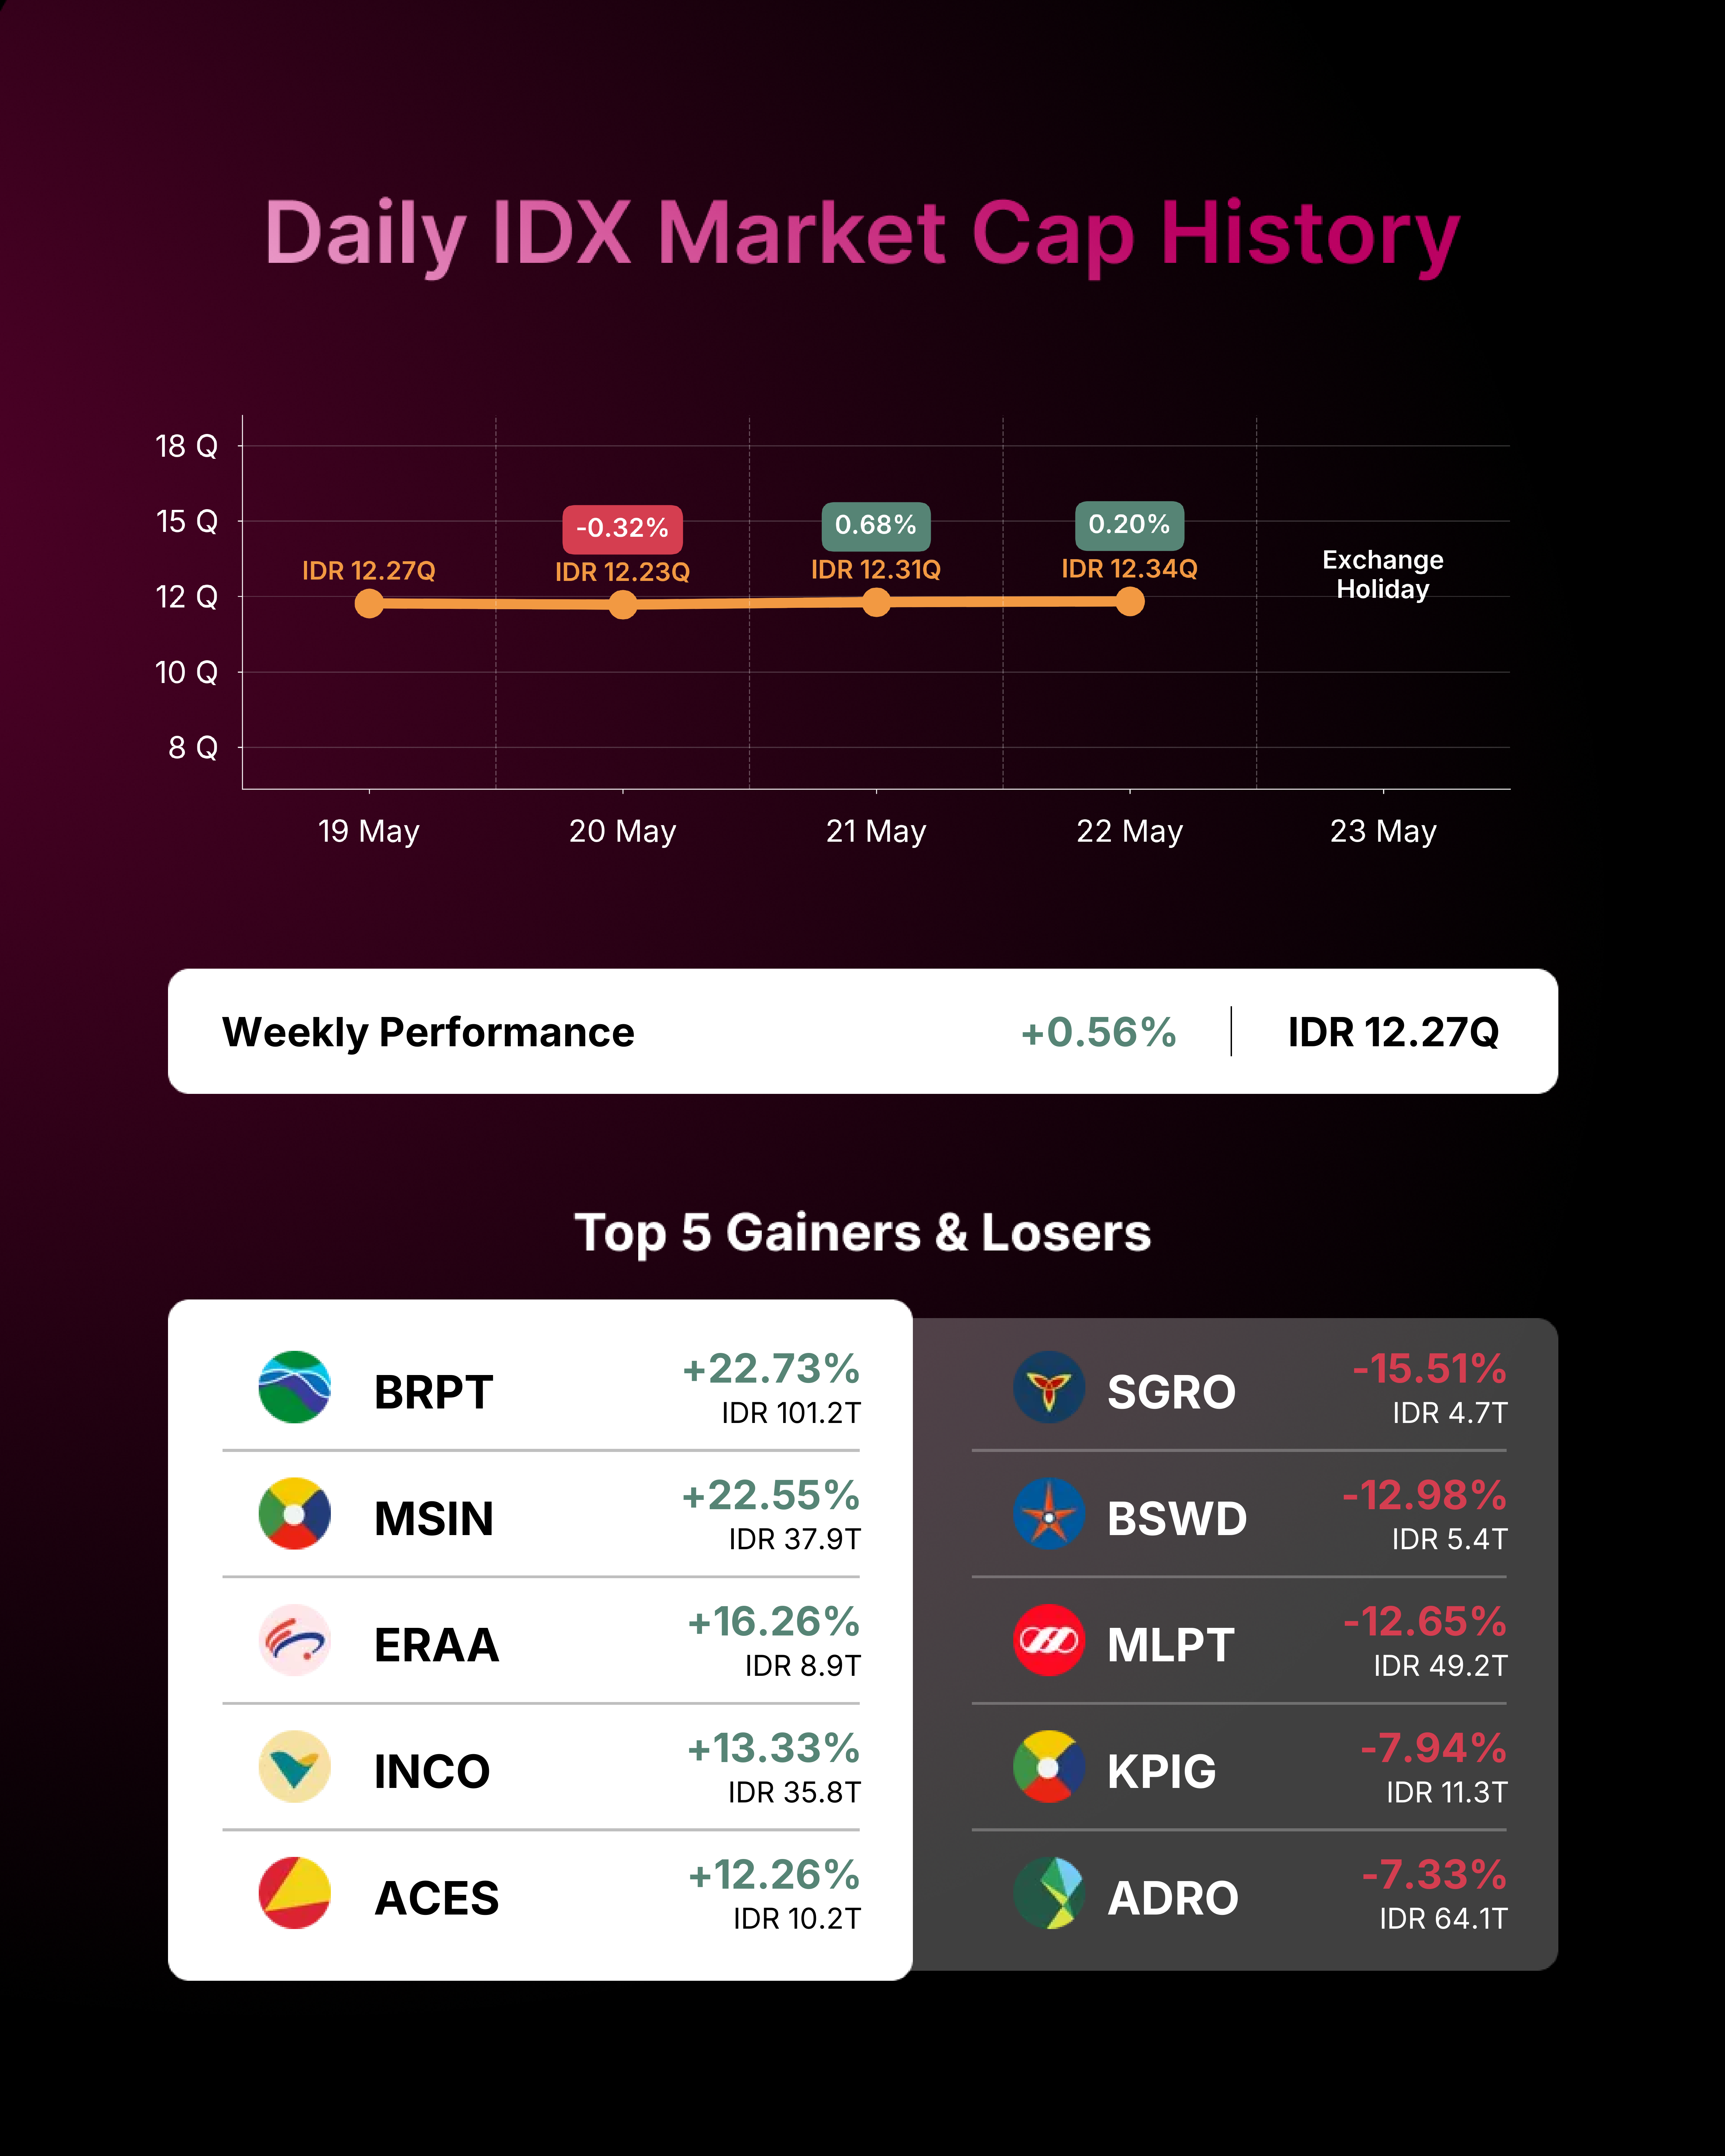 Daily IDX Market Cap History
18 Q
15 Q
12 Q
10 Q
8 Q
IDR 12.27Q
-0.32%
IDR 12.23Q
0.68%
IDR 12.31Q
0.20%
IDR 12.34Q
Exchange
Holiday
19 May
20 May
21 May
22 May
23 May
Weekly Performance
+0.56%
IDR 12.27Q
Top 5 Gainers & Losers
BRPT
+22.73%
IDR 101.2T
MSIN
+22.55%
IDR 37.9T
ERAA
+16.26%
IDR 8.9T
INCO
+13.33%
IDR 35.8T
ACES
+12.26%
IDR 10.2T
SGRO
-15.51%
IDR 4.7T
BSWD
-12.98%
IDR 5.4T
MLPT
-12.65%
IDR 49.2T
KPIG
-7.94%
IDR 11.3T
ADRO
-7.33%
IDR 64.1T